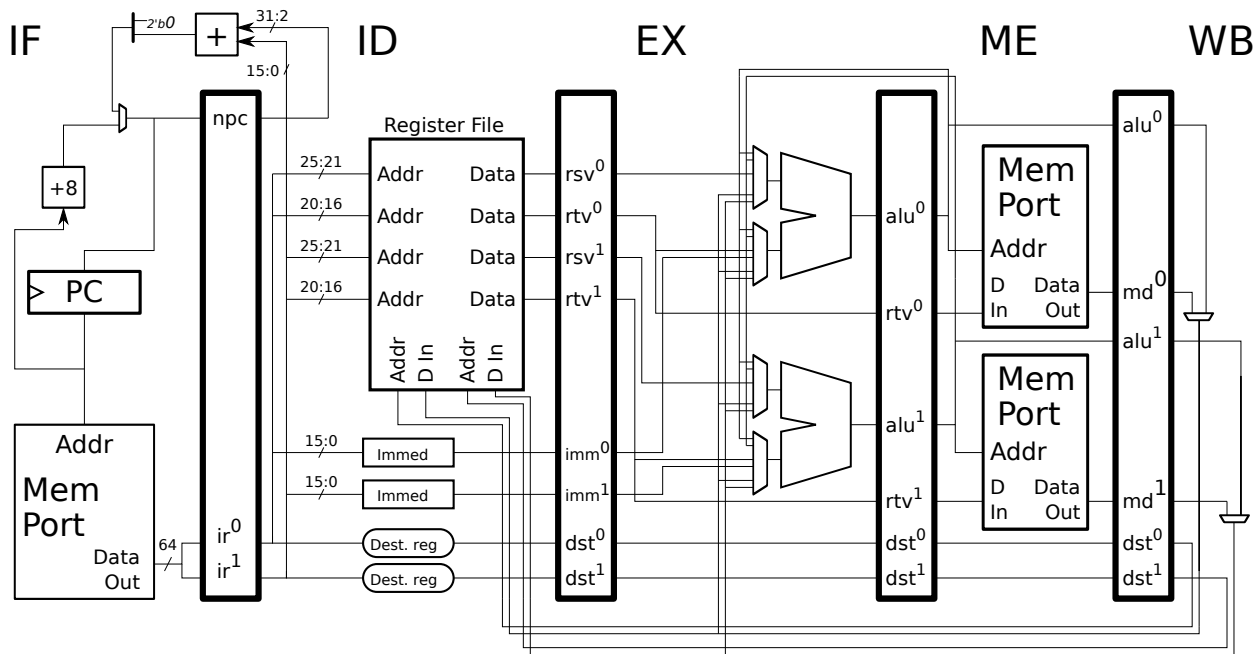 IF
ID
EX
ME
WB
2'b0
+
31:2
15:0
npc
+8
PC
Addr
Mem
Port
Data
Out
64
ir0
ir1
Register File
25:21
Addr
Data
20:16
Addr
Data
25:21
Addr
Data
20:16
Addr
Data
Addr
D In
Addr
D In
15:0
Immed
15:0
Immed
Dest. reg
Dest. reg
rsv0
rtv0
rsv1
rtv1
imm0
imm1
dst0
dst1
alu0
rtv0
alu1
rtv1
dst0
dst1
Mem
Port
Addr
D Data
In Out
Mem
Port
Addr
D Data
In Out
alu0
md0
alu1
md1
dst0
dst1